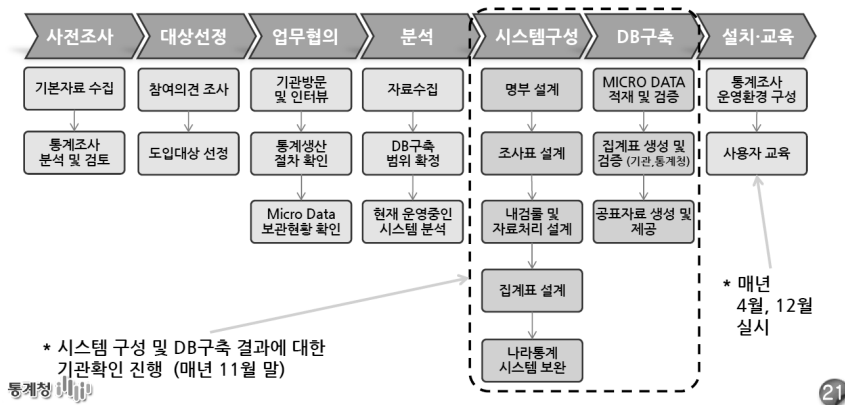 사전조사
대상선정
업무협의
분석
시스템구성
DB구축
설치·교육
기본자료 수집
통계조사
분석 및 검토
참여의견 조사
도입대상 선정
기관방문
및 인터뷰
통계생산
절차 확인
Micro Data
보관현황 확인
자료수집
DB구축
범위 확정
현재 운영중인
시스템 분석
명부 설계
조사표 설계
내검룰 및
자료처리 설계
집계표 설계
나라통계
시스템 보완
MICRO DATA
적재 및 검증
집계표 생성 및
검증 (기관,통계청)
공표자료 생성 및
제공
통계조사
운영환경 구성
사용자 교육
* 매년
4월, 12월
실시
* 시스템 구성 및 DB구축 결과에 대한
기관확인 진행 (매년 11월 말)
통계청
21